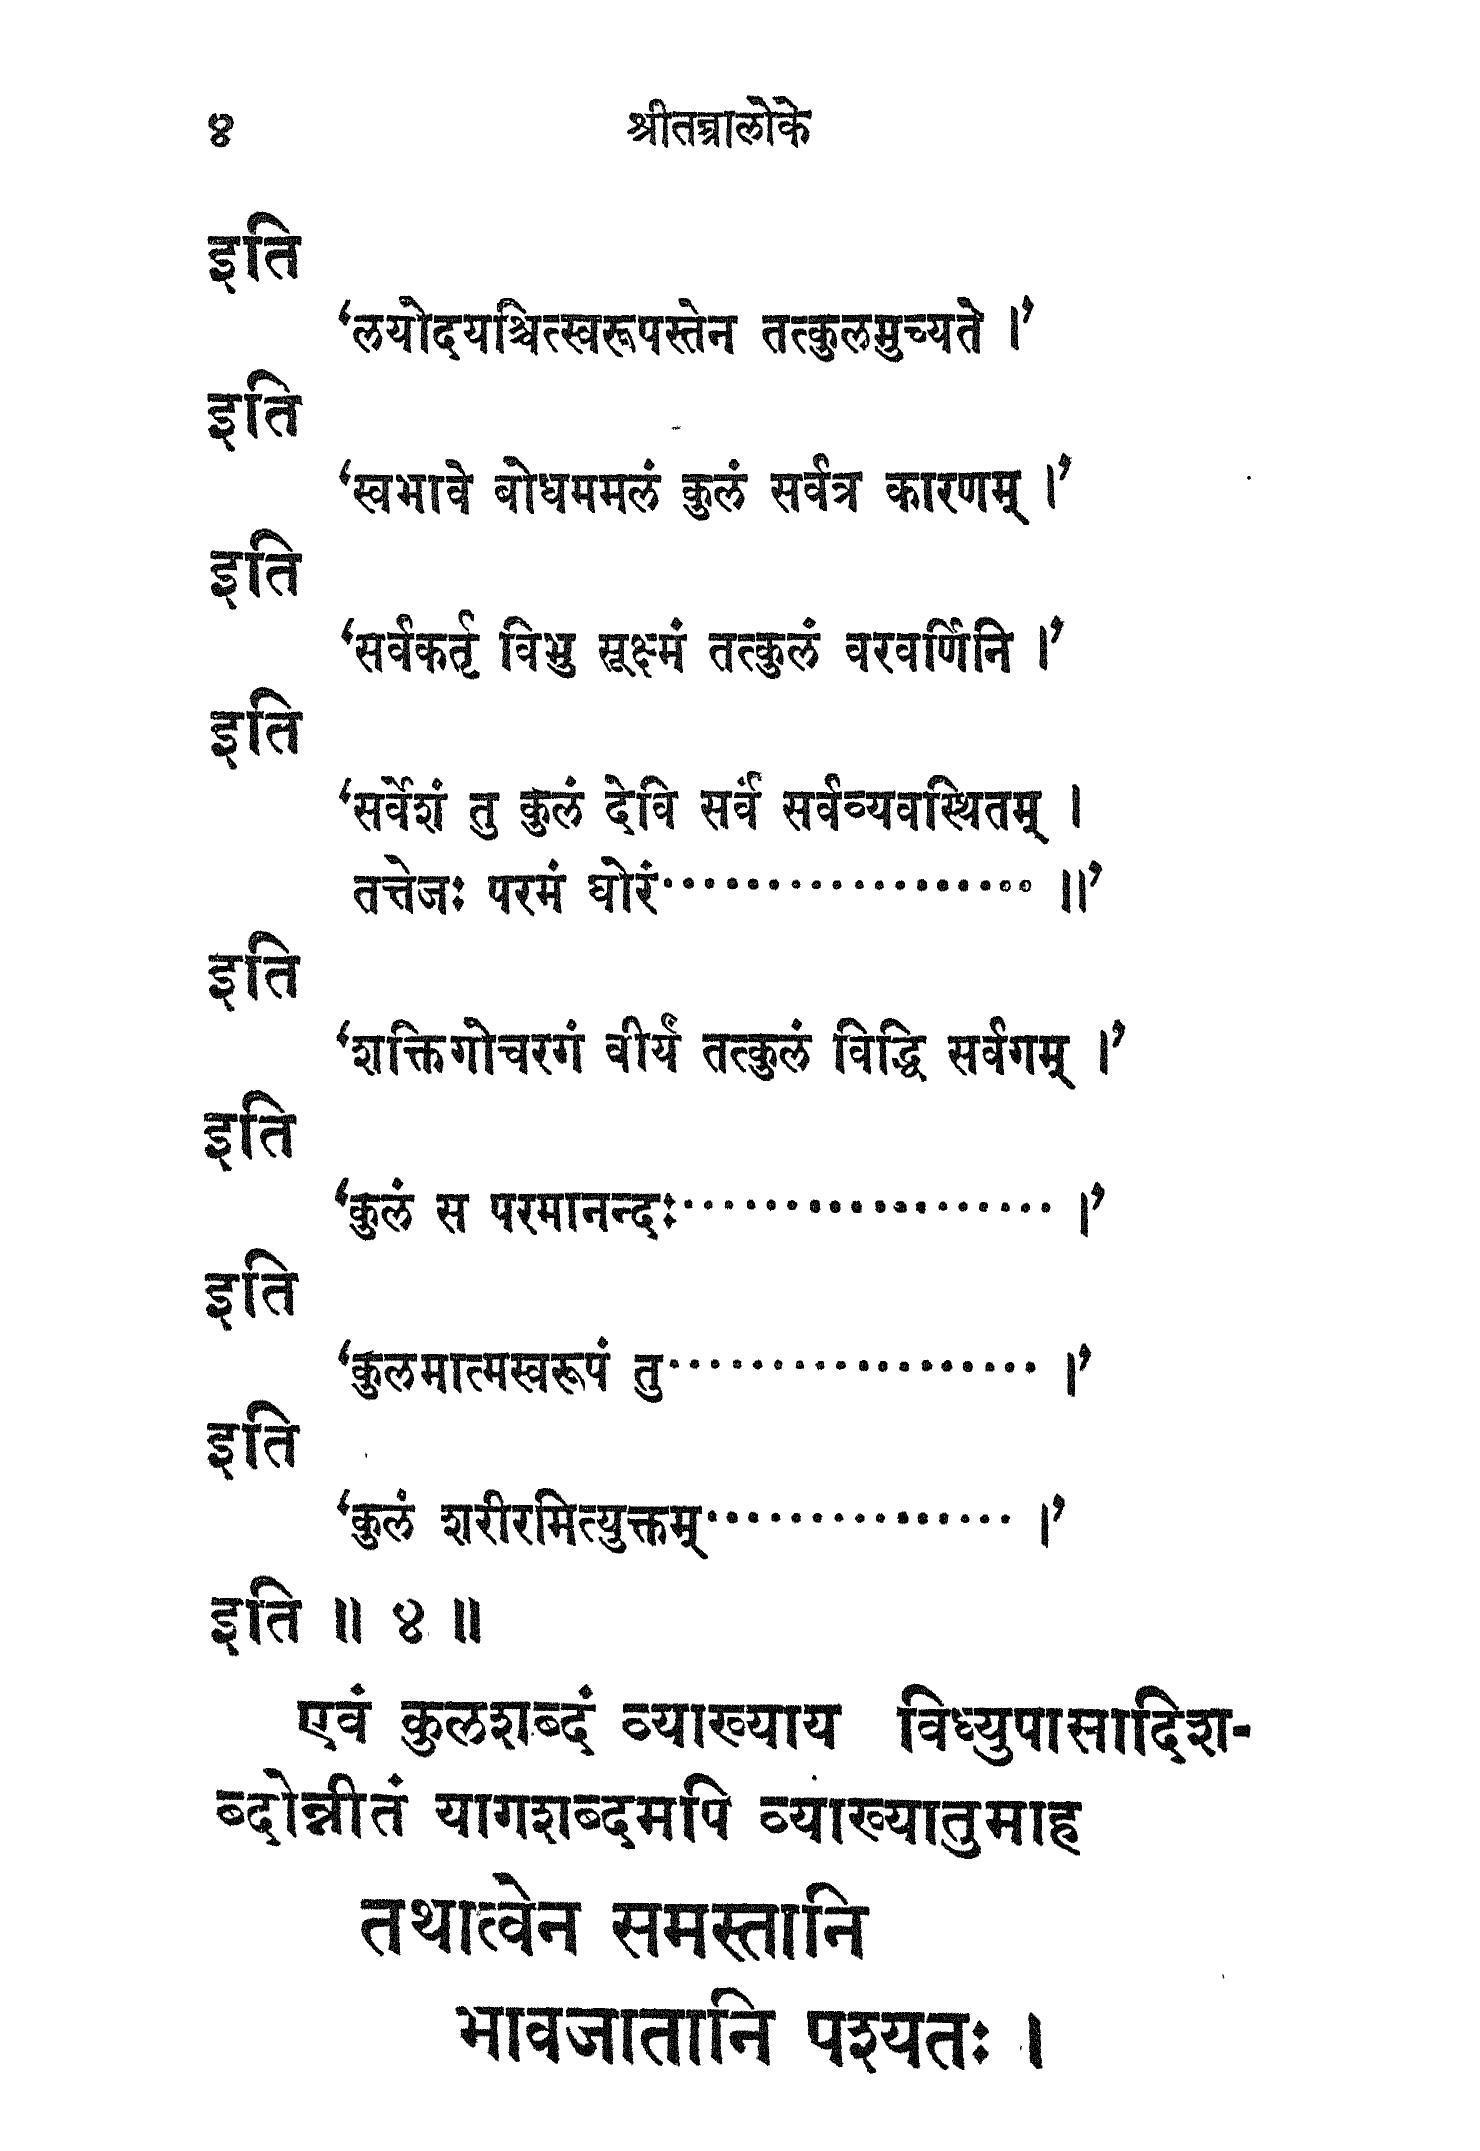 ४ श्रीतन्त्रालोके
इति
‘लयोदयश्चित्स्वरूपस्तेन तत्कुलमुच्यते ।’
इति
‘स्वभावे बोधममलं कुलं सर्वत्र कारणम् ।’
इति
‘सर्वकर्तृ विभु सूक्ष्मं तत्कुलं वरवर्णिनि ।’
इति
‘सर्वेशं तु कुलं देवि सर्वं सर्वव्यवस्थितम् ।
तत्तेजः परमं घोरं·················· ॥’
इति
‘शक्तिगोचरगं वीर्यं तत्कुलं विद्धि सर्वगम् ।’
इति
‘कुलं स परमानन्दः·················· ।’
इति
‘कुलमात्मस्वरूपं तु·················· ।’
इति
‘कुलं शरीरमित्युक्तम्··············· ।’
इति ॥ ४ ॥
एवं कुलशब्दं व्याख्याय विध्युपासादिश-
ब्दोन्नीतं यागशब्दमपि व्याख्यातुमाह
तथात्वेन समस्तानि
भावजातानि पश्यतः ।